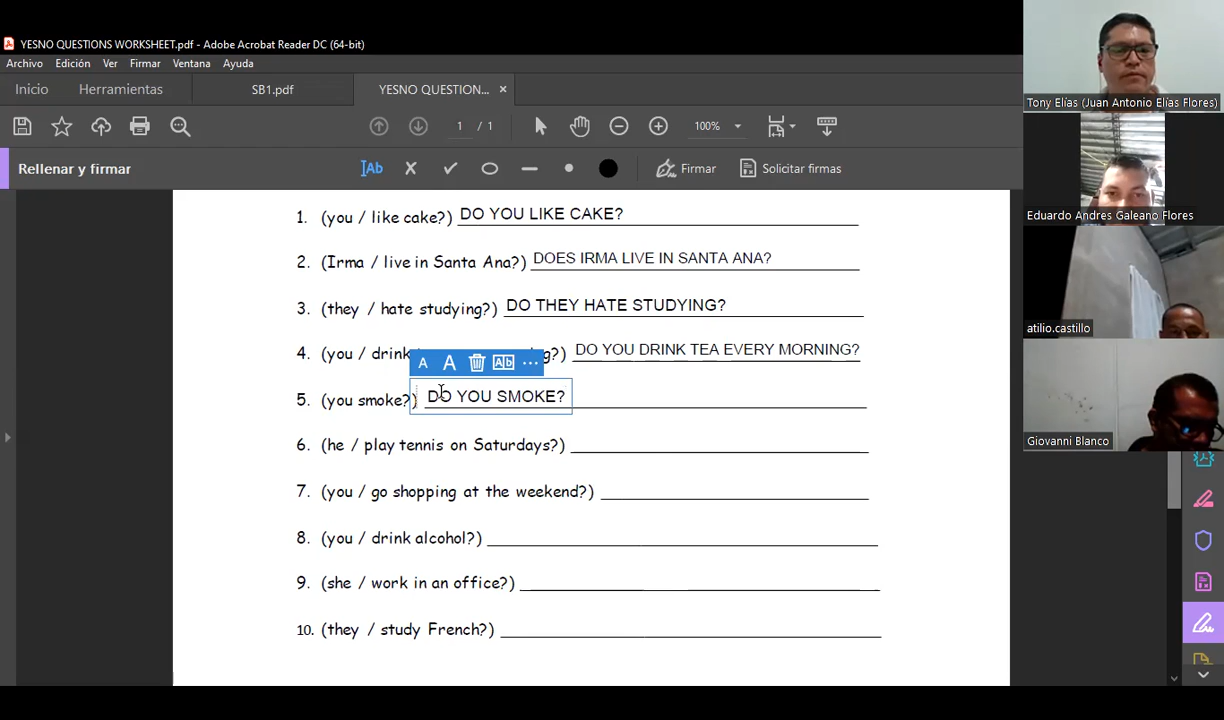 YESNO QUESTIONS WORKSHEET.pdf - Adobe Acrobat Reader DC (64-bit)
Archivo Edición Ver Firmar Ventana Ayuda
Inicio Herramientas SB1.pdf YESNO QUESTION... ×
1 / 1 100%
Rellenar y firmar Ab Firmar Solicitar firmas
1. (you / like cake?) DO YOU LIKE CAKE?
2. (Irma / live in Santa Ana?) DOES IRMA LIVE IN SANTA ANA?
3. (they / hate studying?) DO THEY HATE STUDYING?
4. (you / drink g?) DO YOU DRINK TEA EVERY MORNING?
A A Ab ...
5. (you smoke?) DO YOU SMOKE?
6. (he / play tennis on Saturdays?)
7. (you / go shopping at the weekend?)
8. (you / drink alcohol?)
9. (she / work in an office?)
10. (they / study French?)
Tony Elías (Juan Antonio Elías Flores)
Eduardo Andres Galeano Flores
atilio.castillo
Giovanni Blanco